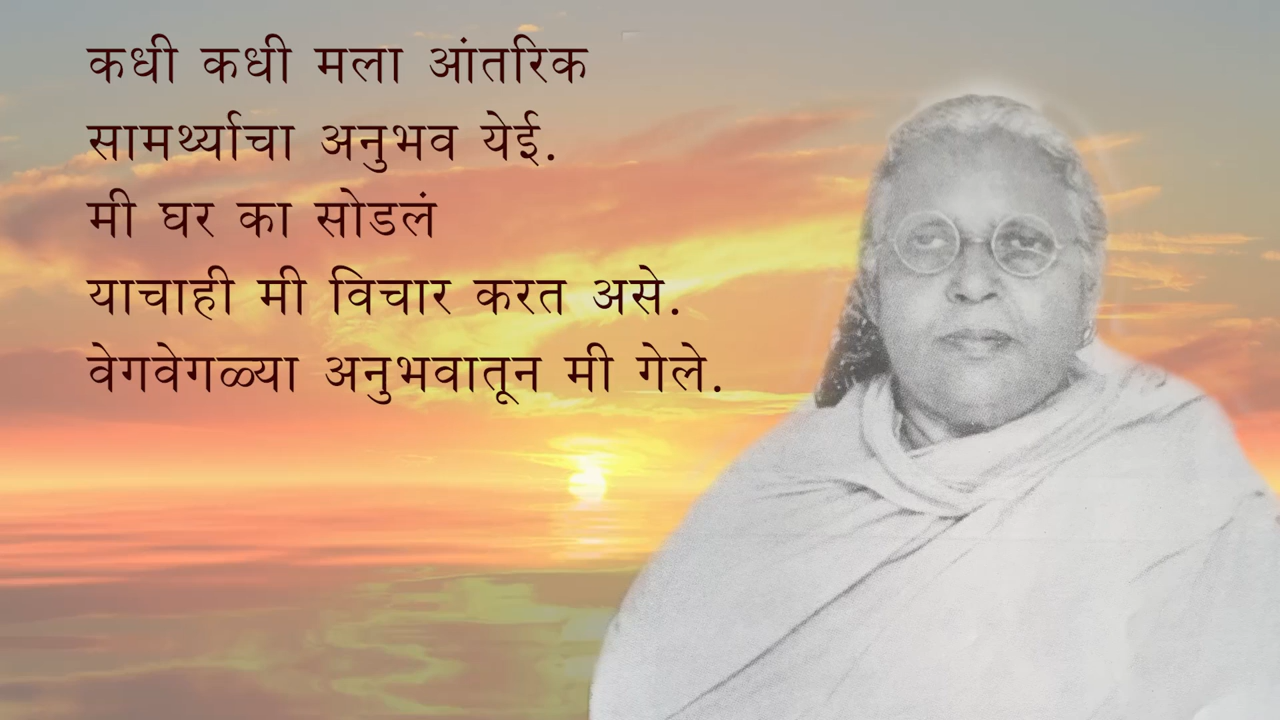 कधी कधी मला आंतरिक
सामर्थ्याचा अनुभव येई.
मी घर का सोडलं
याचाही मी विचार करत असे.
वेगवेगळ्या अनुभवातून मी गेले.